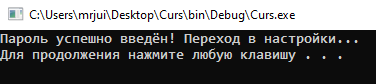 C:\Users\mrjui\Desktop\Curs\bin\Debug\Curs.exe
Пароль успешно введён! Переход в настройки...
Для продолжения нажмите любую клавишу . . .